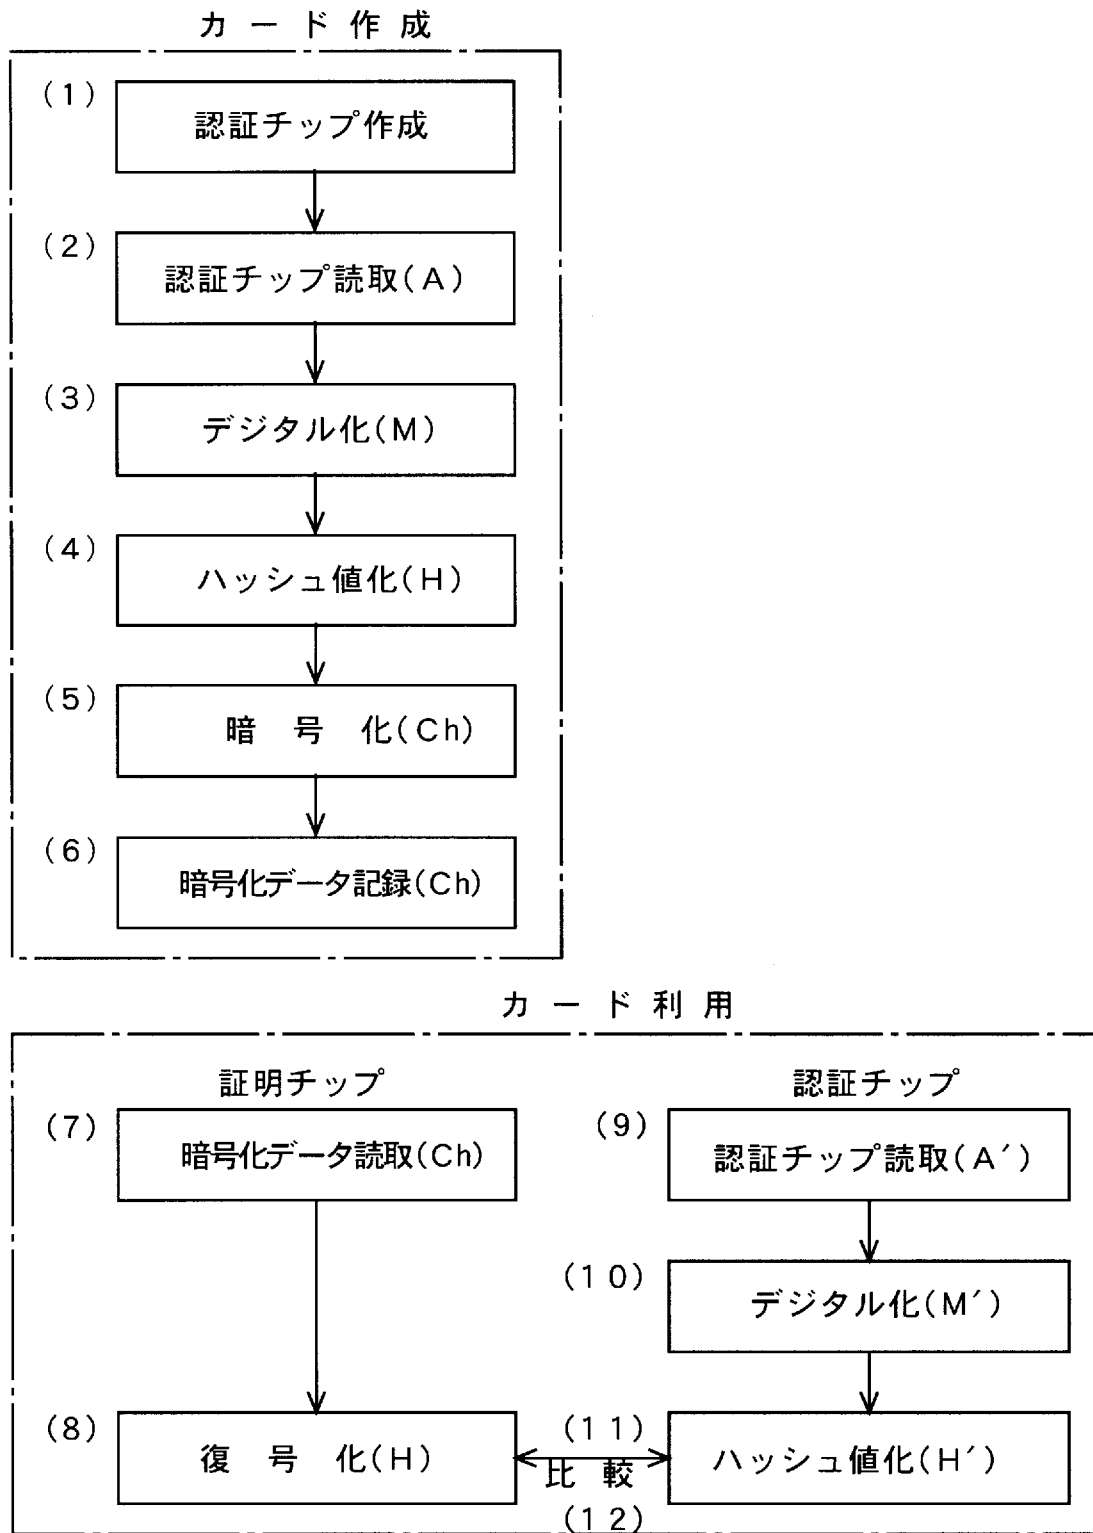 カード作成
(1)
認証チップ作成
(2)
認証チップ読取(A)
(3)
デジタル化(M)
(4)
ハッシュ値化(H)
(5)
暗号化(Ch)
(6)
暗号化データ記録(Ch)
カード利用
証明チップ
認証チップ
(7)
暗号化データ読取(Ch)
(9)
認証チップ読取(A´)
(10)
デジタル化(M´)
(8)
復号化(H)
(11)
比較
(12)
ハッシュ値化(H´)